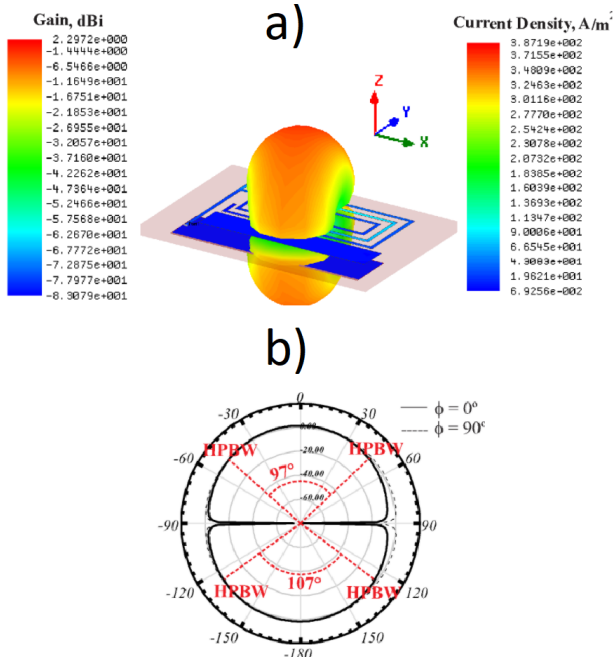 a)
Gain, dBi
2.2972e+000
-1.4444e+000
-6.5466e+000
-1.1649e+001
-1.6751e+001
-2.1853e+001
-2.6955e+001
-3.2057e+001
-3.7160e+001
-4.2262e+001
-4.7364e+001
-5.2466e+001
-5.7568e+001
-6.2670e+001
-6.7772e+001
-7.2875e+001
-7.7977e+001
-8.3079e+001
Z
Y
X
Current Density, A/m²
3.8719e+002
3.7155e+002
3.4809e+002
3.2463e+002
3.0116e+002
2.7770e+002
2.5424e+002
2.3078e+002
2.0732e+002
1.8385e+002
1.6039e+002
1.3693e+002
1.1347e+002
9.0006e+001
6.6545e+001
4.3083e+001
1.9621e+001
6.9256e-002
b)
0
-30
30
ϕ = 0º
ϕ = 90º
0.00
HPBW
HPBW
-60
-20.00
60
97°
-40.00
-60.00
-90
90
107°
HPBW
HPBW
-120
120
-150
150
-180